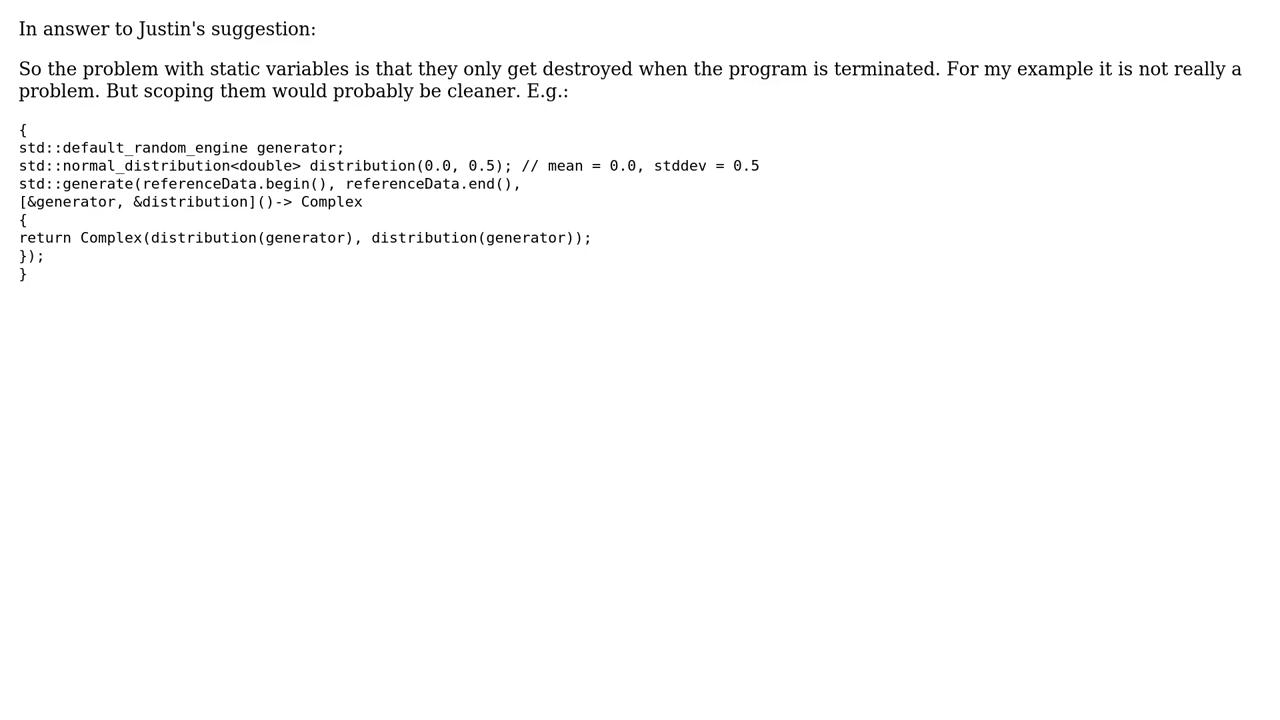 In answer to Justin's suggestion:
So the problem with static variables is that they only get destroyed when the program is terminated. For my example it is not really a
problem. But scoping them would probably be cleaner. E.g.:
{
std::default_random_engine generator;
std::normal_distribution<double> distribution(0.0, 0.5); // mean = 0.0, stddev = 0.5
std::generate(referenceData.begin(), referenceData.end(),
[&generator, &distribution]()-> Complex
{
return Complex(distribution(generator), distribution(generator));
});
}